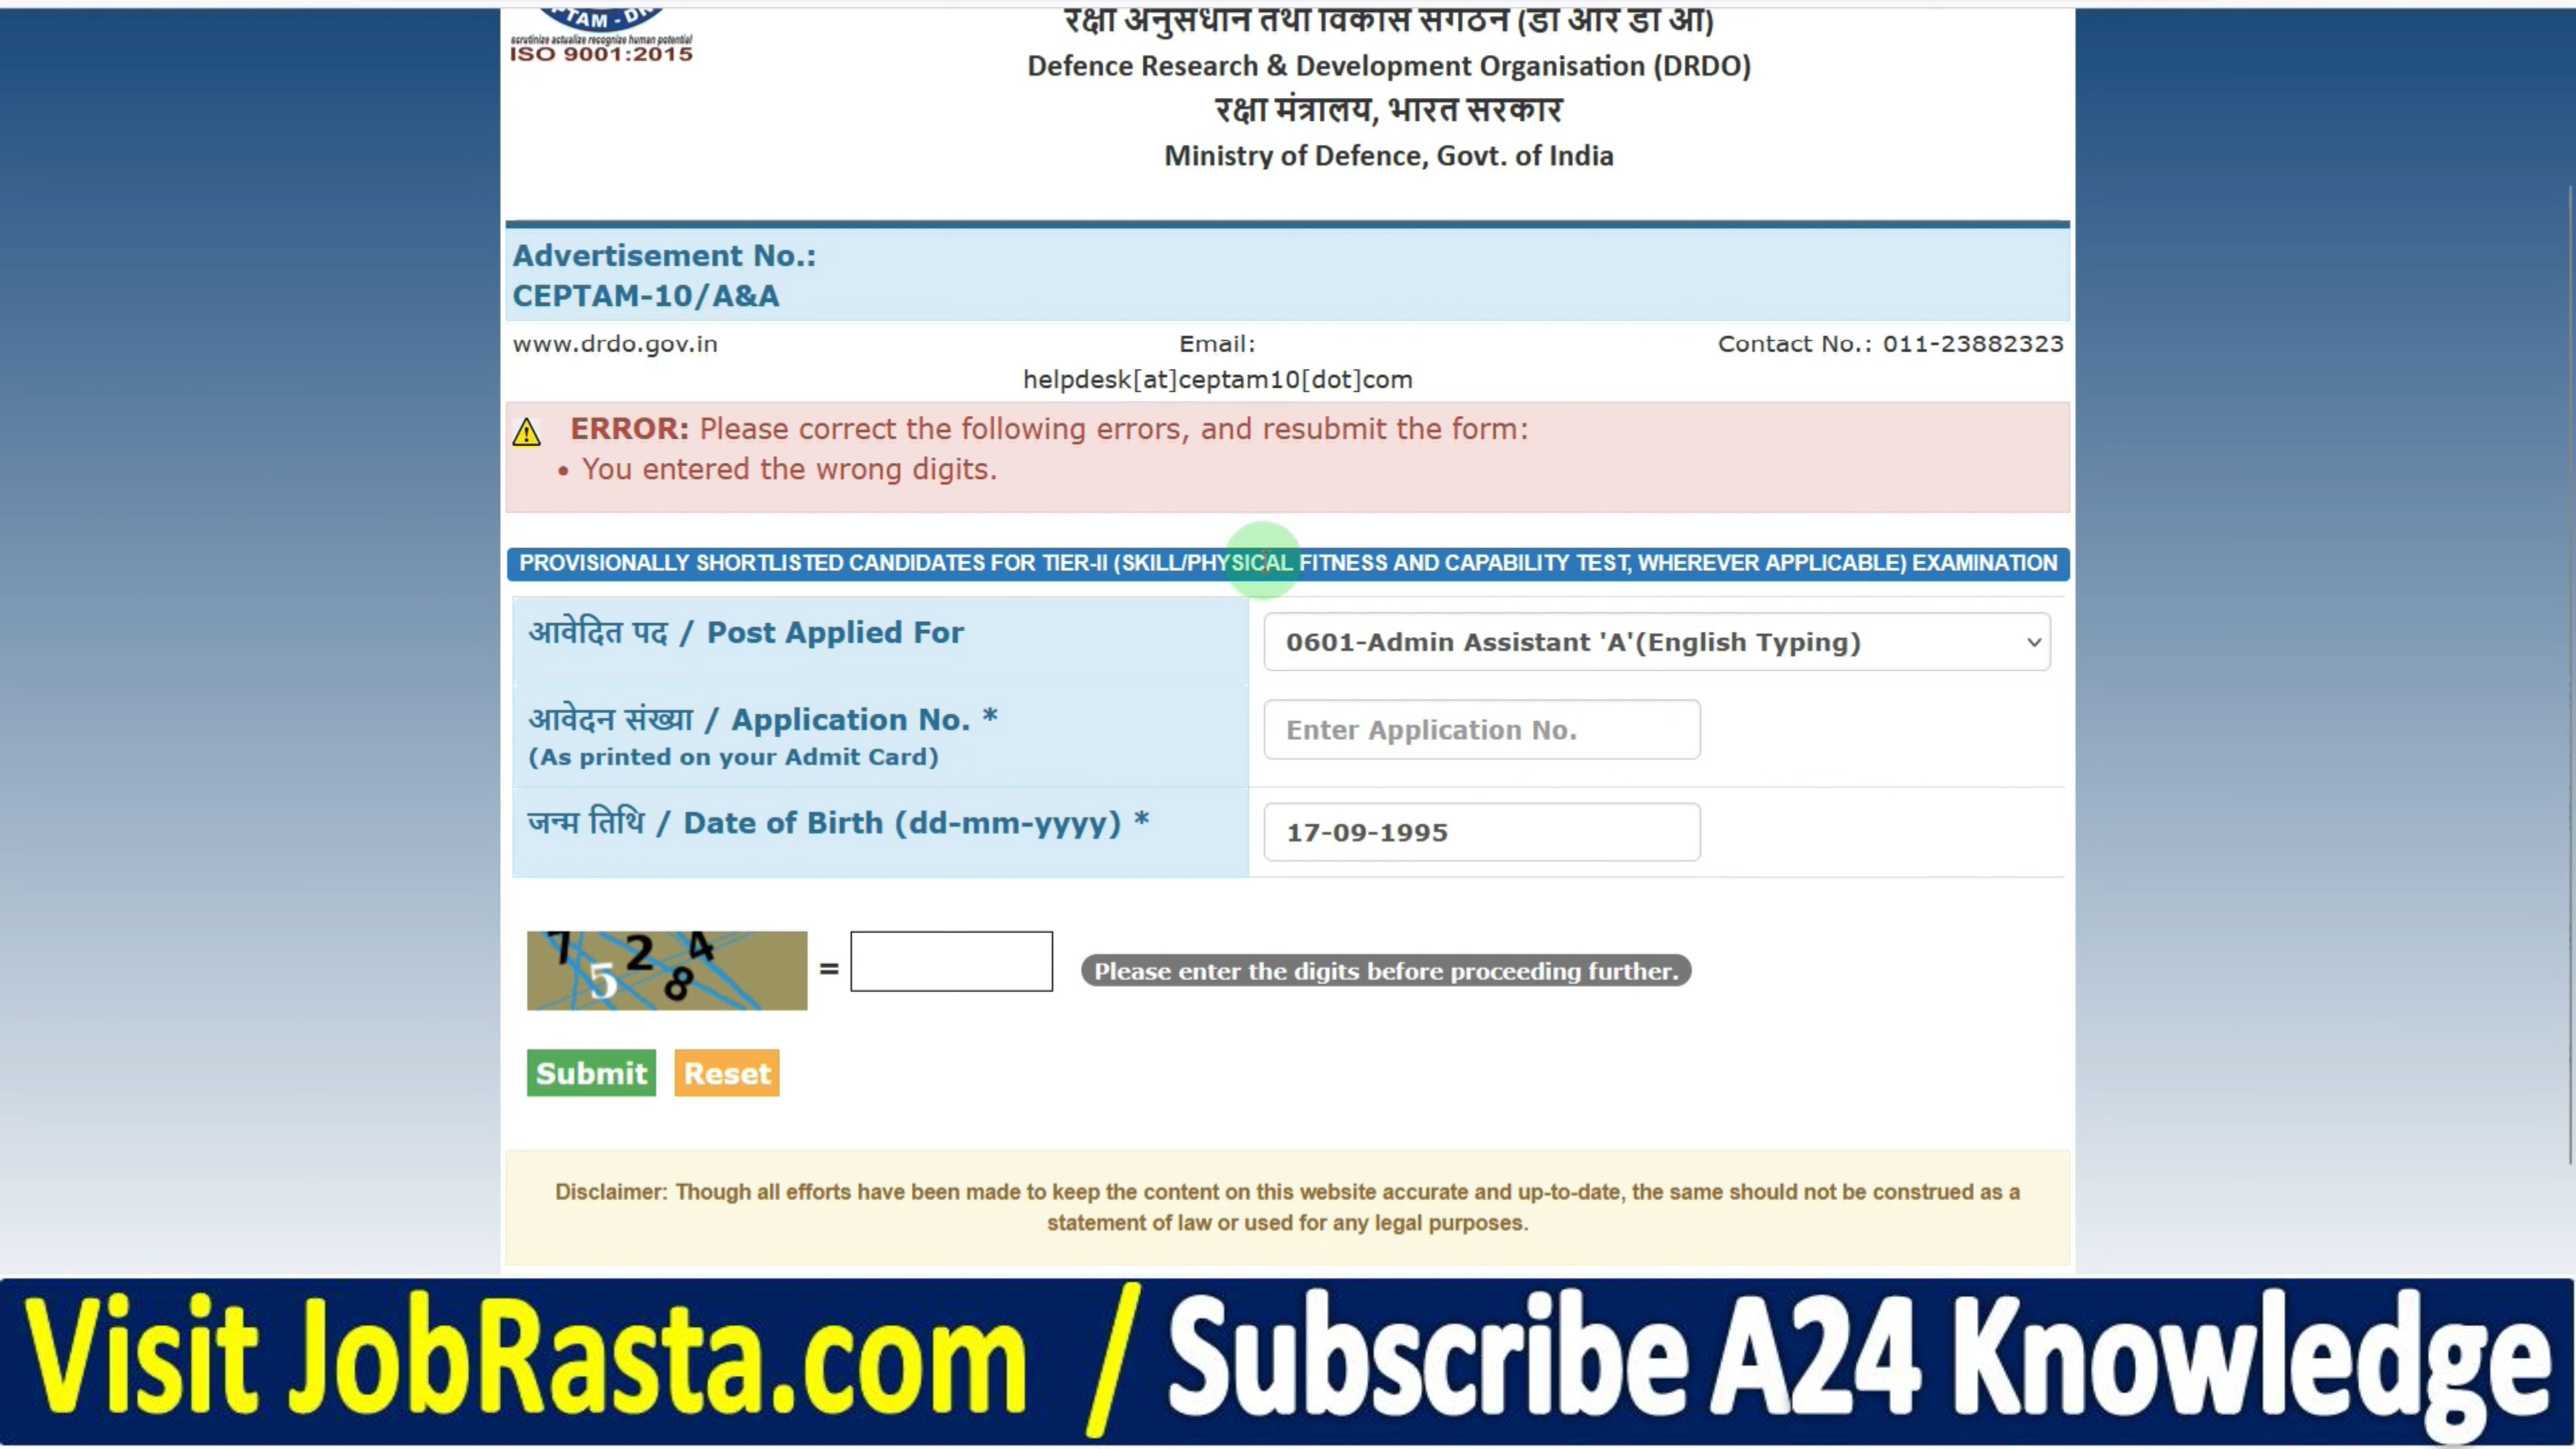 scrutinize actualize recognize human potential
ISO 9001:2015
रक्षा अनुसंधान तथा विकास संगठन (डी आर डी ओ)
Defence Research & Development Organisation (DRDO)
रक्षा मंत्रालय, भारत सरकार
Ministry of Defence, Govt. of India
Advertisement No.:
CEPTAM-10/A&A
www.drdo.gov.in Email: Contact No.: 011-23882323
helpdesk[at]ceptam10[dot]com
ERROR: Please correct the following errors, and resubmit the form:
• You entered the wrong digits.
PROVISIONALLY SHORTLISTED CANDIDATES FOR TIER-II (SKILL/PHYSICAL FITNESS AND CAPABILITY TEST, WHEREVER APPLICABLE) EXAMINATION
आवेदित पद / Post Applied For 0601-Admin Assistant 'A'(English Typing)
आवेदन संख्या / Application No. * Enter Application No.
(As printed on your Admit Card)
जन्म तिथि / Date of Birth (dd-mm-yyyy) * 17-09-1995
7 5 2 8 4 = Please enter the digits before proceeding further.
Submit Reset
Disclaimer: Though all efforts have been made to keep the content on this website accurate and up-to-date, the same should not be construed as a
statement of law or used for any legal purposes.
Visit JobRasta.com / Subscribe A24 Knowledge